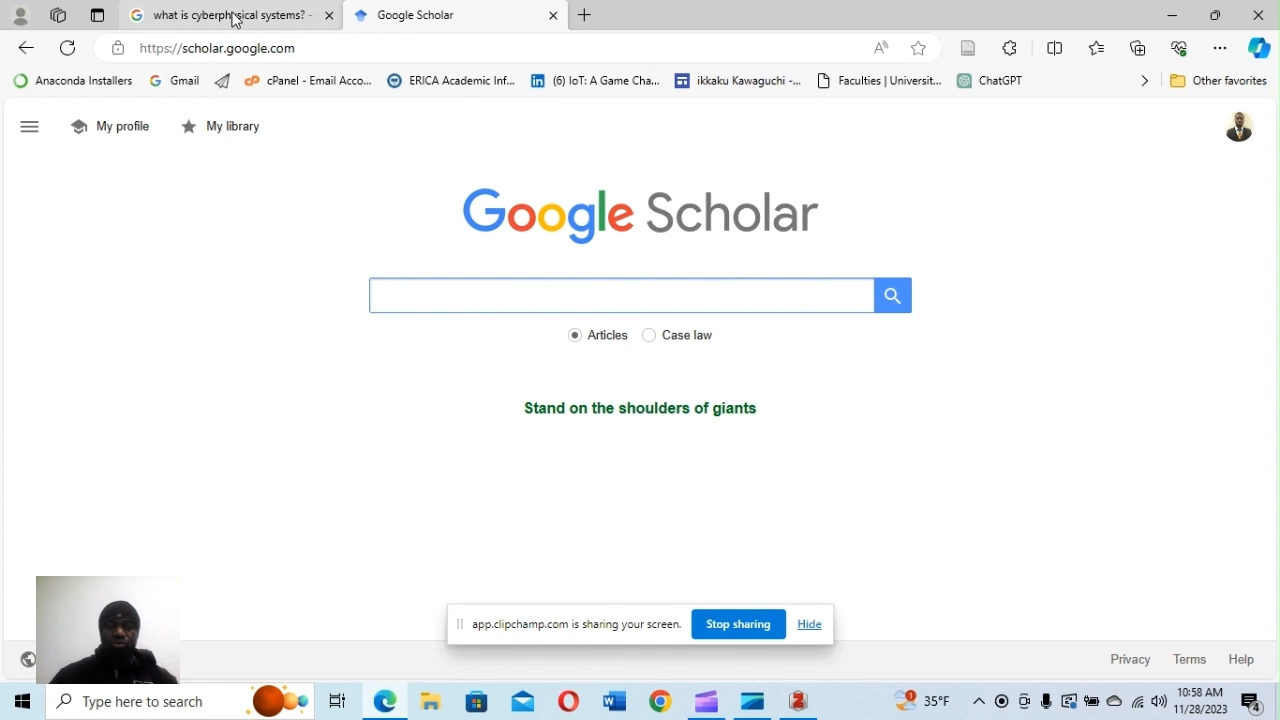 what is cyberphysical systems? -
Google Scholar
https://scholar.google.com
Anaconda Installers
Gmail
cPanel - Email Acco...
ERICA Academic Inf...
(6) IoT: A Game Cha...
ikkaku Kawaguchi -...
Faculties | Universit...
ChatGPT
Other favorites
My profile
My library
Google Scholar
Articles
Case law
Stand on the shoulders of giants
app.clipchamp.com is sharing your screen.
Stop sharing
Hide
Privacy
Terms
Help
Type here to search
35°F
:58 AM
11/28/2023
4